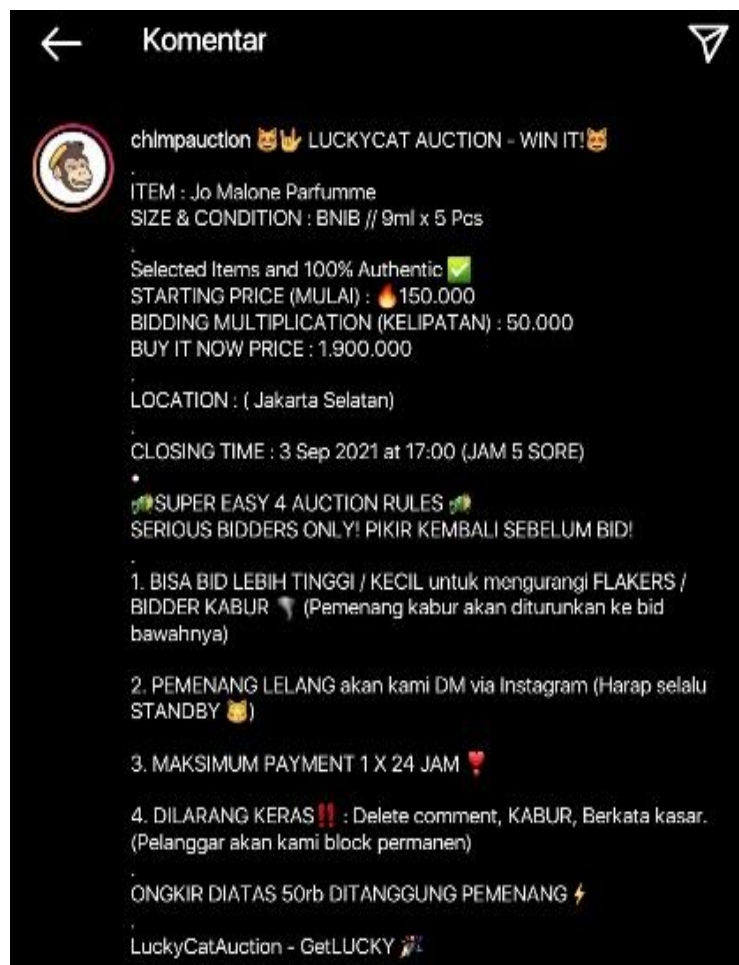 Komentar
chimpauction 😻🤟 LUCKYCAT AUCTION - WIN IT!😻
.
ITEM : Jo Malone Parfumme
SIZE & CONDITION : BNIB // 9ml x 5 Pcs
.
Selected Items and 100% Authentic ✅
STARTING PRICE (MULAI) : 🔥150.000
BIDDING MULTIPLICATION (KELIPATAN) : 50.000
BUY IT NOW PRICE : 1.900.000
.
LOCATION : ( Jakarta Selatan)
.
CLOSING TIME : 3 Sep 2021 at 17:00 (JAM 5 SORE)
•
SUPER EASY 4 AUCTION RULES
SERIOUS BIDDERS ONLY! PIKIR KEMBALI SEBELUM BID!
.
1. BISA BID LEBIH TINGGI / KECIL untuk mengurangi FLAKERS /
BIDDER KABUR 🌪 (Pemenang kabur akan diturunkan ke bid
bawahnya)
2. PEMENANG LELANG akan kami DM via Instagram (Harap selalu
STANDBY 😽)
3. MAKSIMUM PAYMENT 1 X 24 JAM ❣️
4. DILARANG KERAS‼️ : Delete comment, KABUR, Berkata kasar.
(Pelanggar akan kami block permanen)
.
ONGKIR DIATAS 50rb DITANGGUNG PEMENANG ⚡
.
LuckyCatAuction - GetLUCKY 🎉